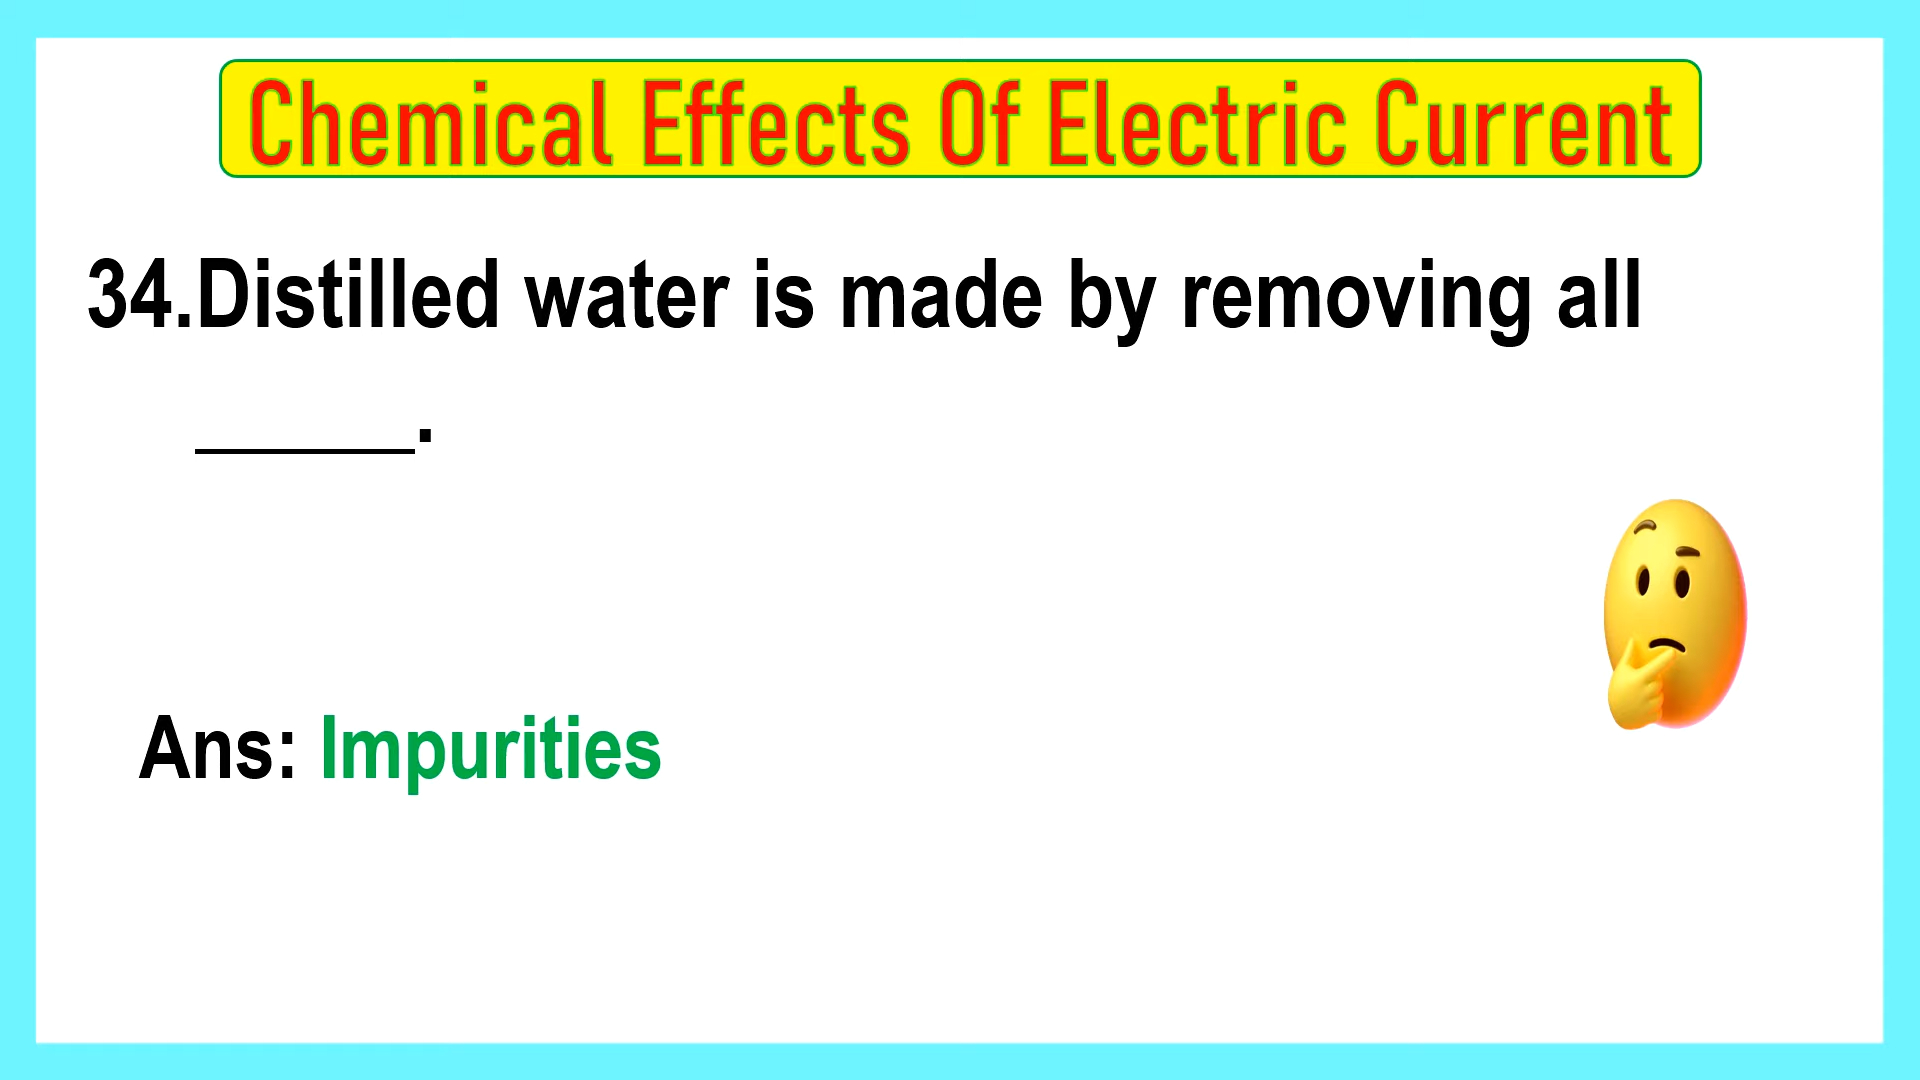 Chemical Effects Of Electric Current
34.Distilled water is made by removing all
______.
Ans: Impurities